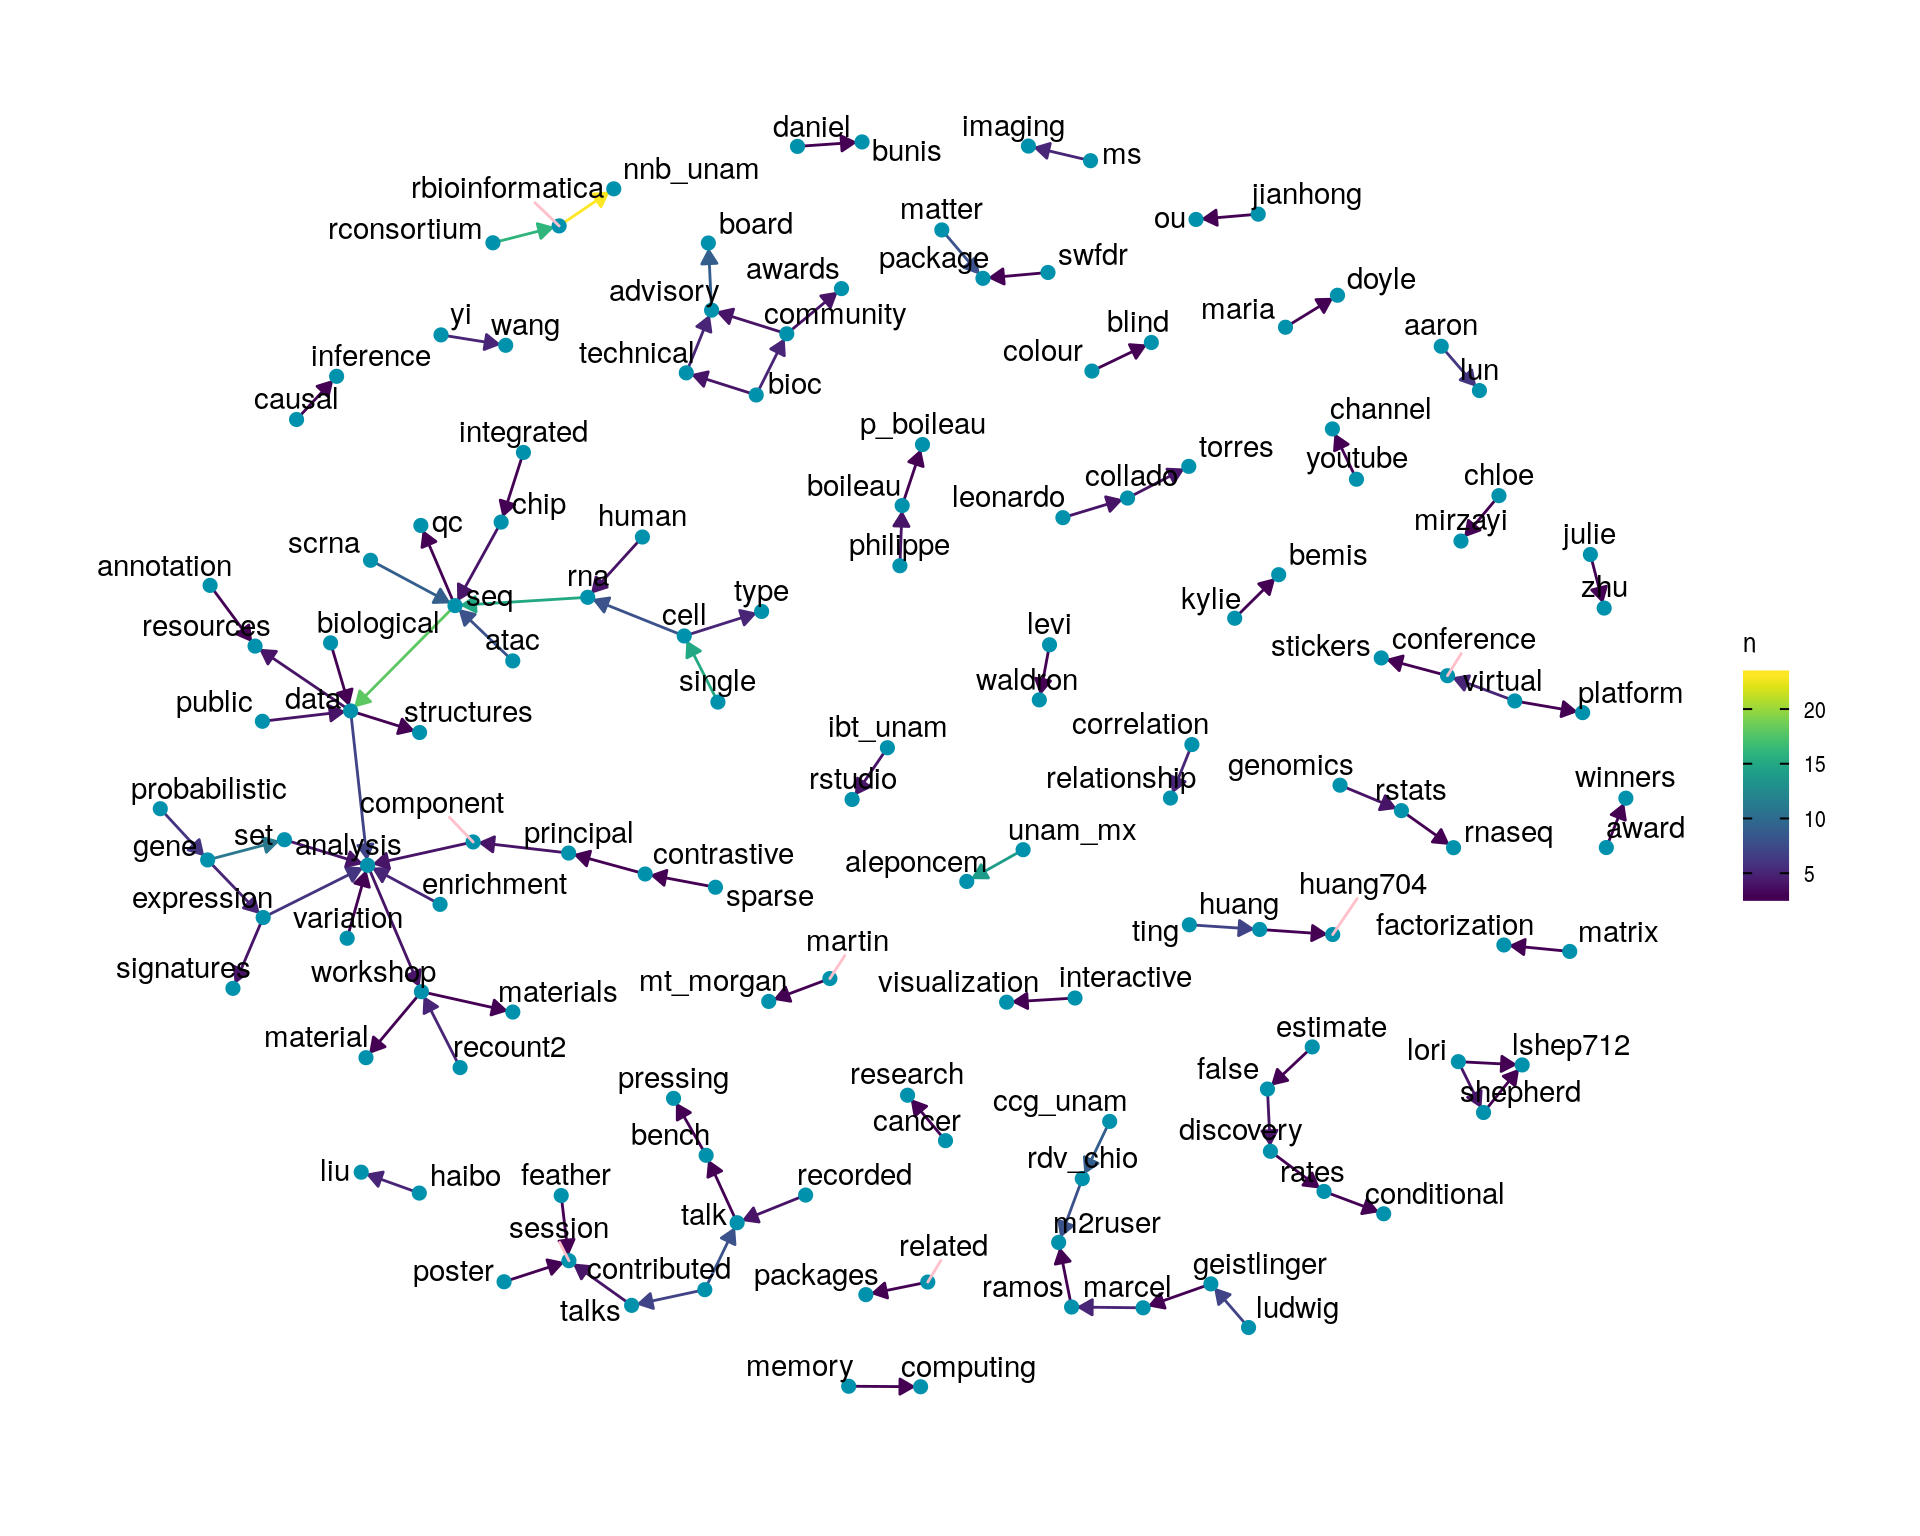 daniel
bunis
imaging
ms
nnb_unam
rbioinformatica
rconsortium
jianhong
ou
matter
board
package
swfdr
awards
advisory
community
doyle
maria
yi
wang
blind
aaron
inference
technical
colour
lun
bioc
causal
channel
p_boileau
integrated
torres
youtube
chloe
collado
boileau
leonardo
chip
qc
human
mirzayi
julie
scrna
philippe
bemis
annotation
rna
type
zhu
seq
kylie
cell
levi
resources
biological
atac
conference
stickers
single
waldron
virtual
platform
public
data
structures
n
20
15
10
5
ibt_unam
correlation
genomics
rstudio
relationship
winners
probabilistic
component
rstats
set
principal
unam_mx
rnaseq
award
gene
analysis
contrastive
aleponcem
enrichment
sparse
huang704
expression
huang
variation
factorization
matrix
ting
martin
signatures
workshop
mt_morgan
visualization
interactive
materials
material
estimate
recount2
lori
lshep712
false
pressing
research
shepherd
ccg_unam
cancer
bench
discovery
rdv_chio
liu
haibo
feather
recorded
rates
conditional
talk
session
m2ruser
related
poster
contributed
packages
geistlinger
ramos
marcel
talks
ludwig
memory
computing